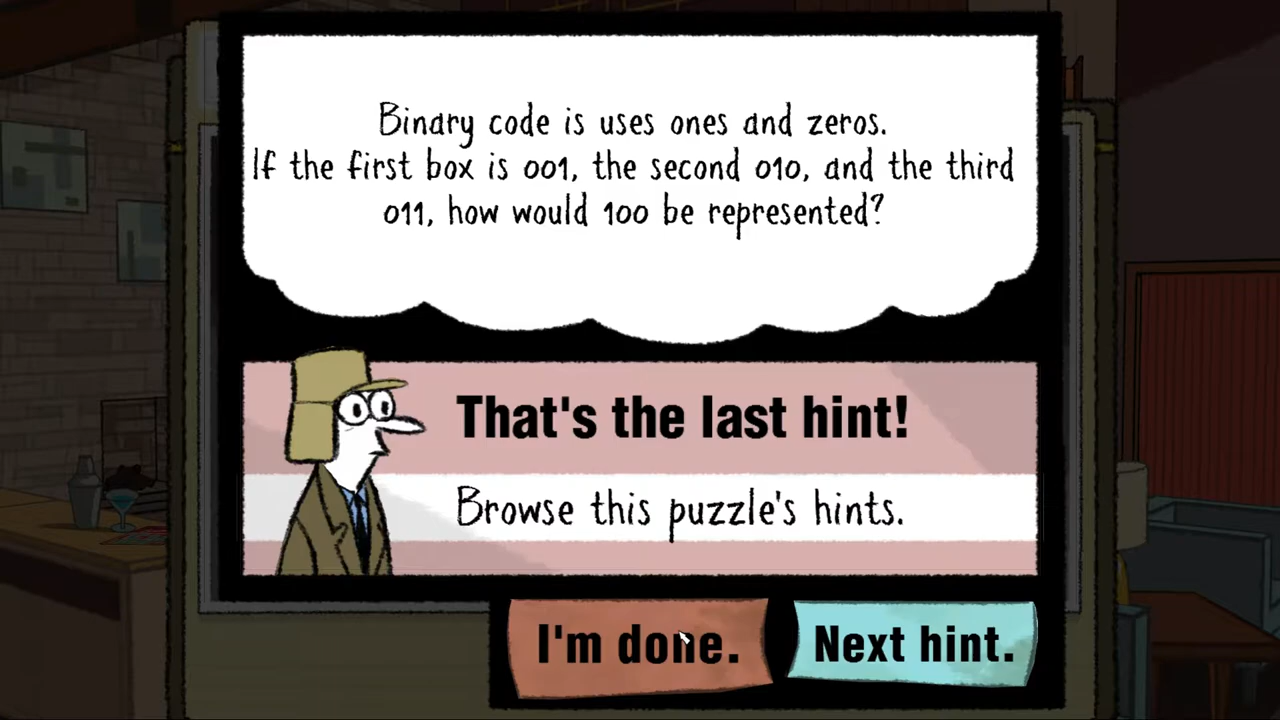 Binary code is uses ones and zeros.
If the first box is 001, the second 010, and the third
011, how would 100 be represented?
That's the last hint!
Browse this puzzle's hints.
I'm done.
Next hint.